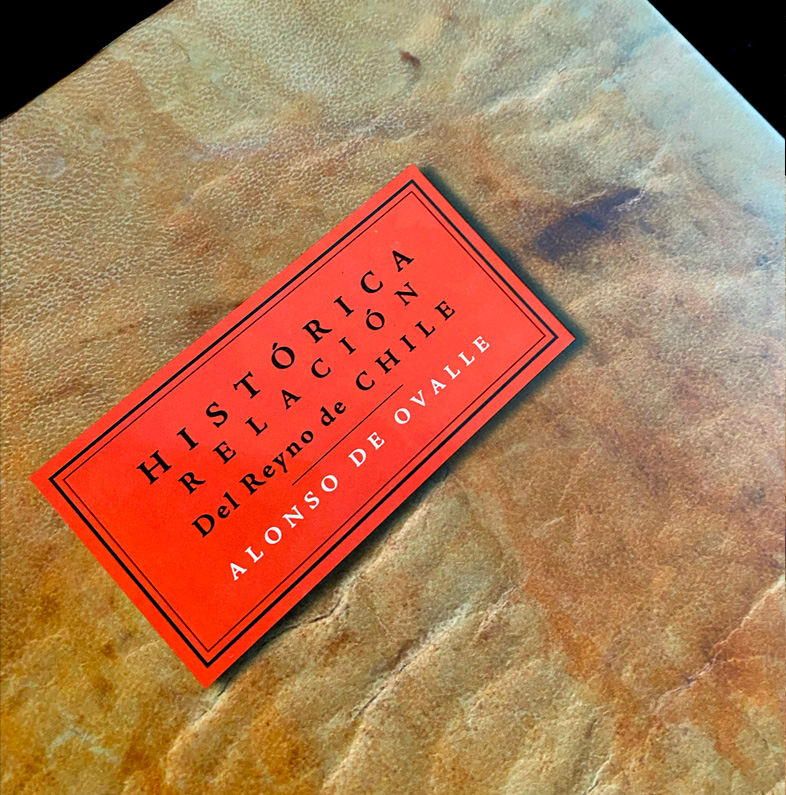 HISTÓRICA
RELACIÓN
Del Reyno de CHILE
ALONSO DE OVALLE